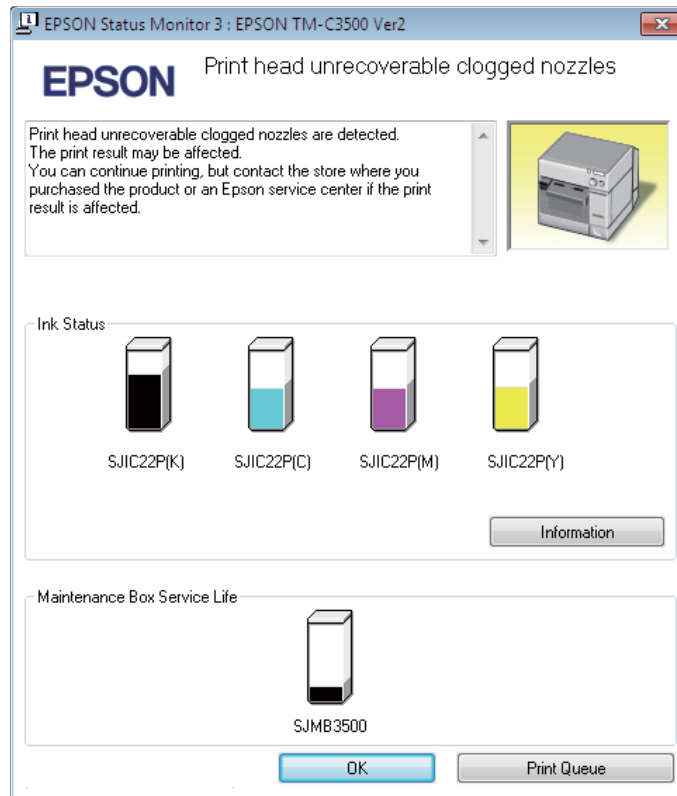 EPSON Status Monitor 3 : EPSON TM-C3500 Ver2
EPSON
Print head unrecoverable clogged nozzles
Print head unrecoverable clogged nozzles are detected.
The print result may be affected.
You can continue printing, but contact the store where you
purchased the product or an Epson service center if the print
result is affected.
Ink Status
SJIC22P(K) SJIC22P(C) SJIC22P(M) SJIC22P(Y)
Information
Maintenance Box Service Life
SJMB3500
OK Print Queue